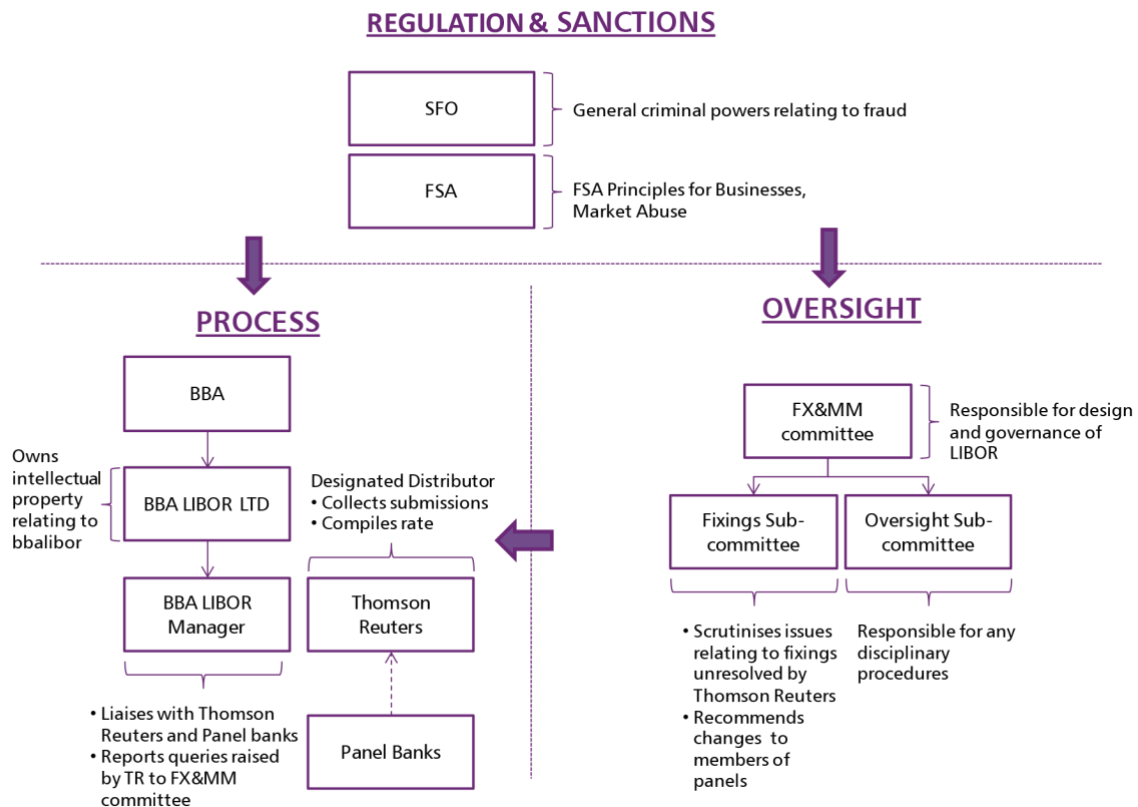 REGULATION & SANCTIONS
SFO
General criminal powers relating to fraud
FSA
FSA Principles for Businesses,
Market Abuse
PROCESS
BBA
Owns
intellectual
property
relating to
bbalibor
BBA LIBOR LTD
BBA LIBOR
Manager
• Liaises with Thomson
Reuters and Panel banks
• Reports queries raised
by TR to FX&MM
committee
Designated Distributor
• Collects submissions
• Compiles rate
Thomson
Reuters
Panel Banks
OVERSIGHT
FX&MM
committee
Responsible for design
and governance of
LIBOR
Fixings Sub-
committee
Oversight Sub-
committee
• Scrutinises issues
relating to fixings
unresolved by
Thomson Reuters
• Recommends
changes to
members of
panels
Responsible for any
disciplinary
procedures